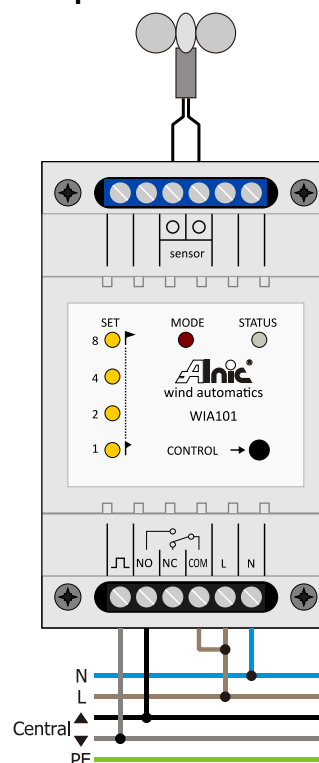 sensor
SET MODE STATUS
8
Alnic®
4
wind automatics
2
WIA101
1 CONTROL
NO NC COM L N
N
L
Central
PE